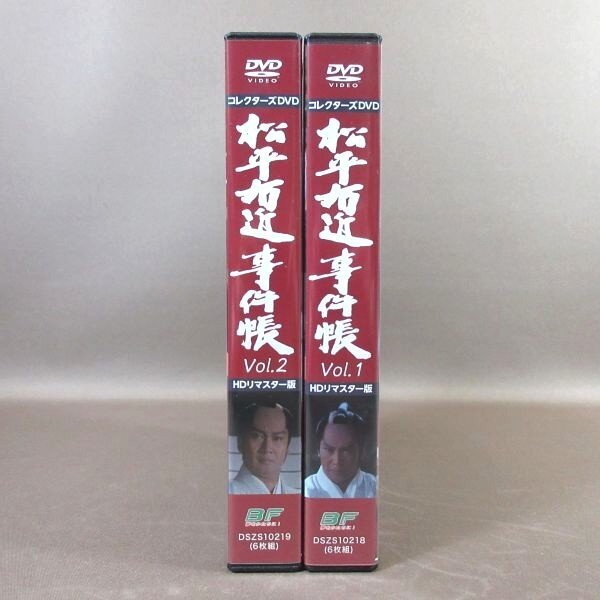 DVD
VIDEO
コレクターズDVD
松平右近事件帳
Vol.2
HDリマスター版
BF
DSZS10219
(6枚組)
DVD
VIDEO
コレクターズDVD
松平右近事件帳
Vol.1
HDリマスター版
BF
DSZS10218
(6枚組)